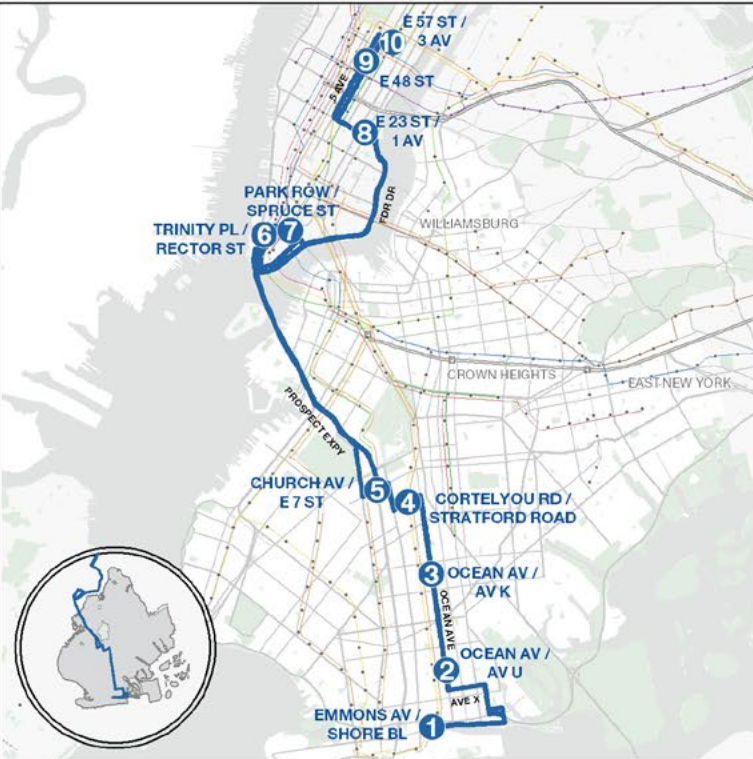 E 57 ST /
3 AV
10
9
E 48 ST
5 AVE
8
E 23 ST /
1 AV
FDR DR
PARK ROW /
SPRUCE ST
TRINITY PL /
RECTOR ST
6
7
WILLIAMSBURG
CROWN HEIGHTS
EAST NEW YORK
PROSPECT EXPY
CHURCH AV /
E 7 ST
5
4
CORTELYOU RD /
STRATFORD ROAD
3
OCEAN AV /
AV K
OCEAN AVE
2
OCEAN AV /
AV U
AVE X
EMMONS AV /
SHORE BL
1